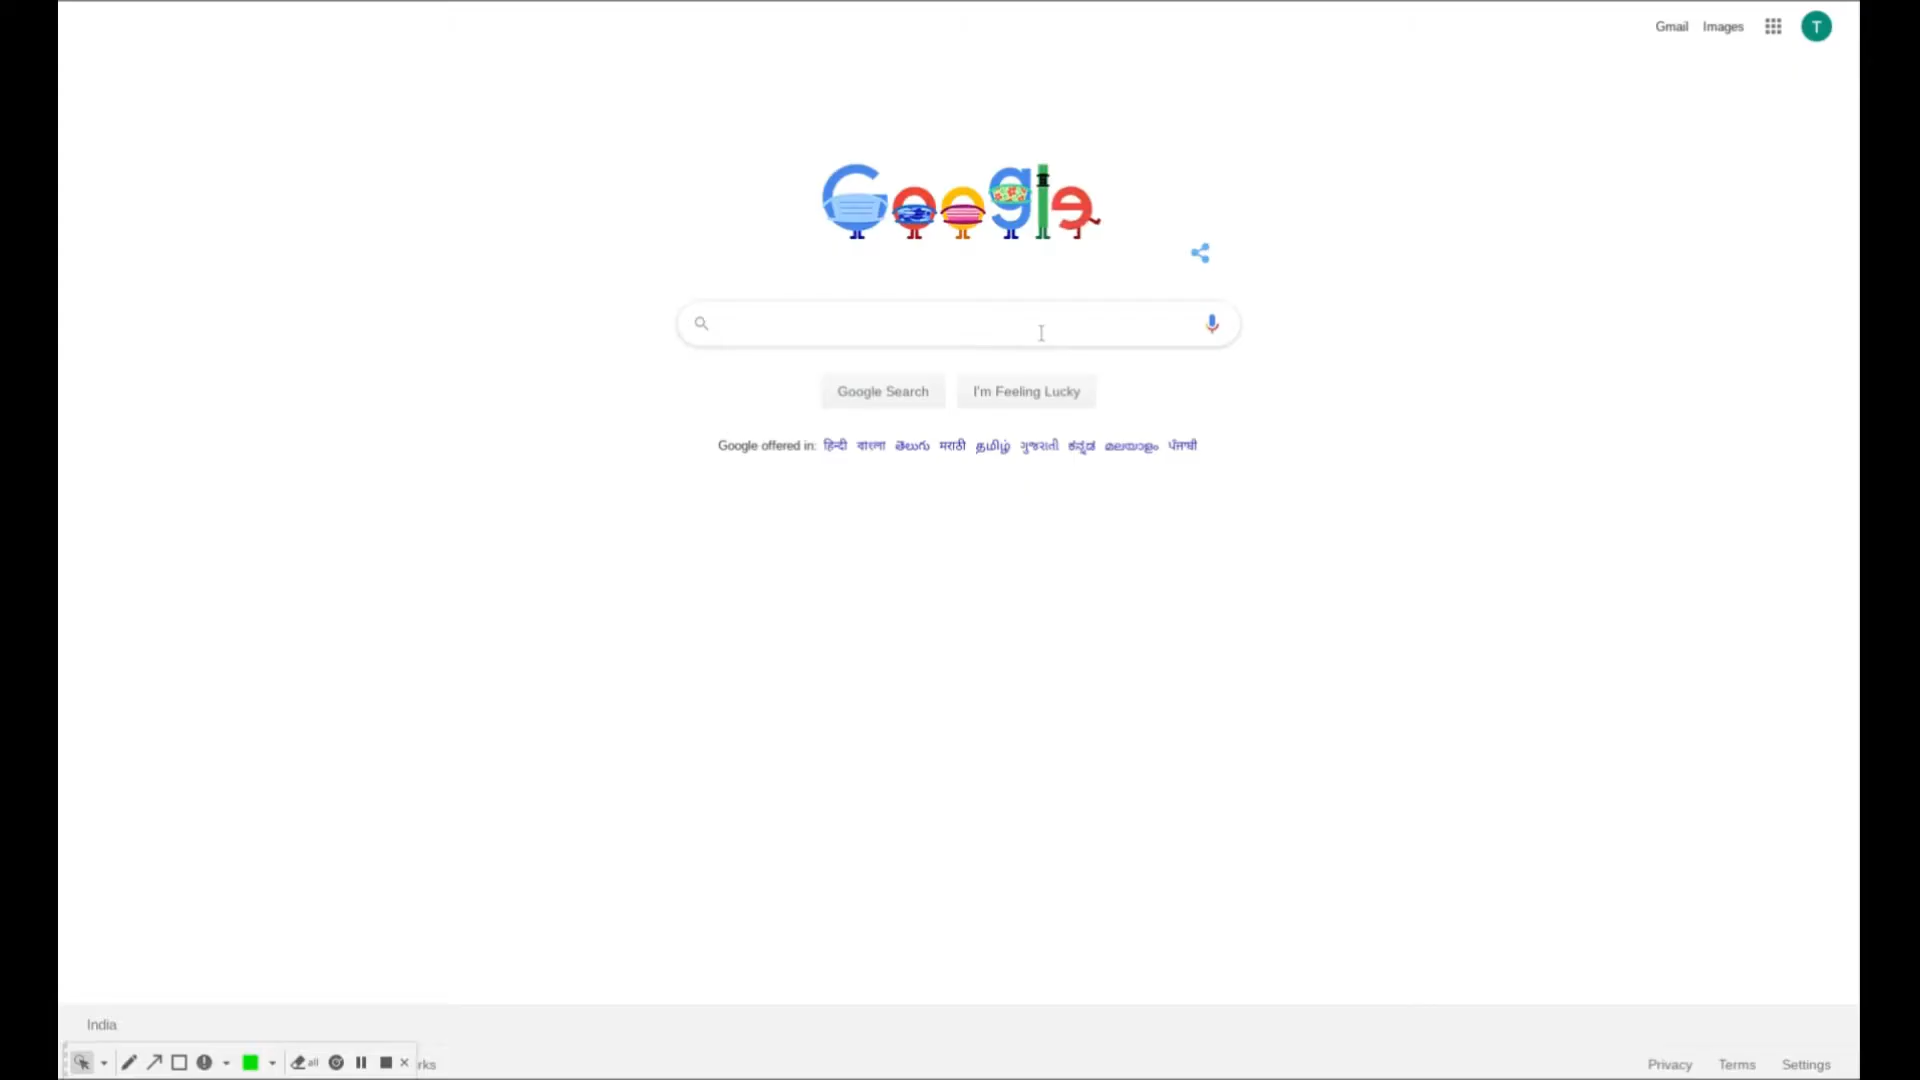 Gmail Images T
Google
Google Search I'm Feeling Lucky
Google offered in: हिन्दी বাংলা తెలుగు मराठी தமிழ் ગુજરાતી ಕನ್ನಡ മലയാളം ਪੰਜਾਬੀ
India
all rks Privacy Terms Settings